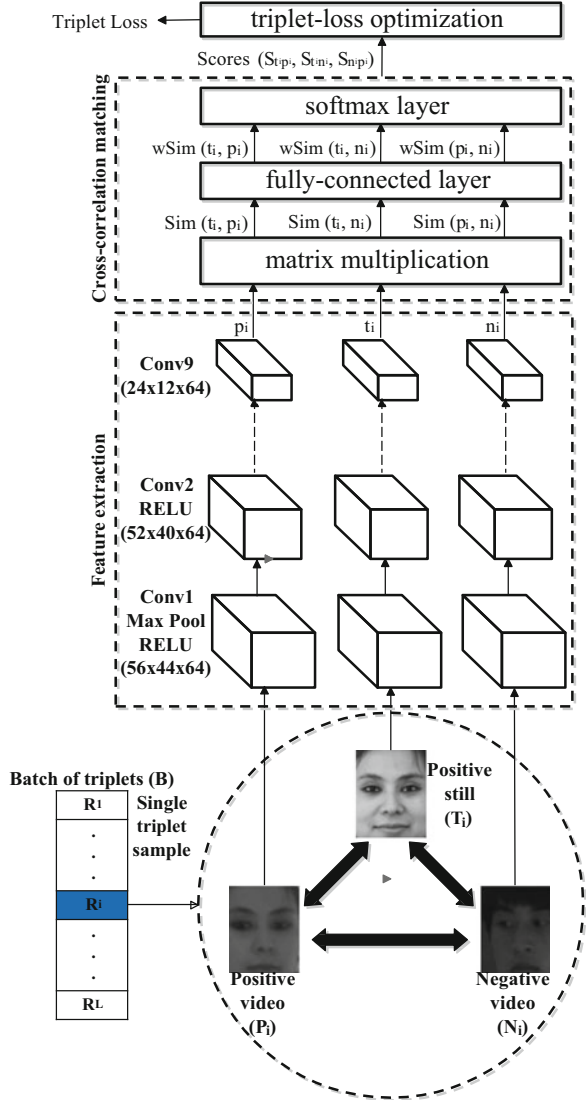 triplet-loss optimization
Triplet Loss
Scores (Stipi, Stini, Snipi)
Cross-correlation matching
softmax layer
wSim (ti, pi)
wSim (ti, ni)
wSim (pi, ni)
fully-connected layer
Sim (ti, pi)
Sim (ti, ni)
Sim (pi, ni)
matrix multiplication
pi
ti
ni
Feature extraction
Conv9
(24x12x64)
Conv2
RELU
(52x40x64)
Conv1
Max Pool
RELU
(56x44x64)
Batch of triplets (B)
R1
.
.
.
Ri
.
.
.
RL
Single
triplet
sample
Positive
still
(Ti)
Positive
video
(Pi)
Negative
video
(Ni)